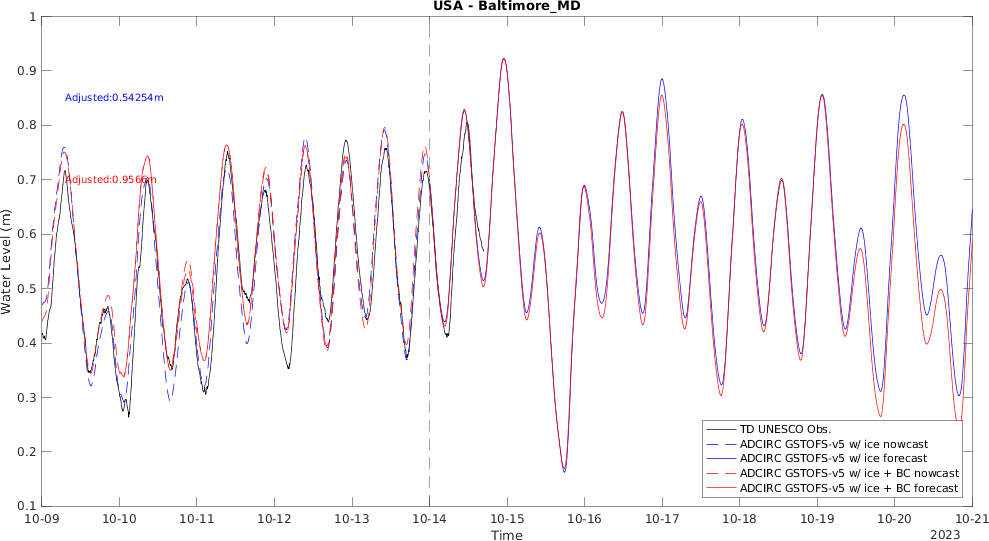 USA - Baltimore_MD
1
0.9
0.8
0.7
0.6
0.5
0.4
0.3
0.2
0.1
Water Level (m)
Adjusted:0.54254m
Adjusted:0.9566m
TD UNESCO Obs.
ADCIRC GSTOFS-v5 w/ ice nowcast
ADCIRC GSTOFS-v5 w/ ice forecast
ADCIRC GSTOFS-v5 w/ ice + BC nowcast
ADCIRC GSTOFS-v5 w/ ice + BC forecast
10-09 10-10 10-11 10-12 10-13 10-14 10-15 10-16 10-17 10-18 10-19 10-20 10-21
Time
2023